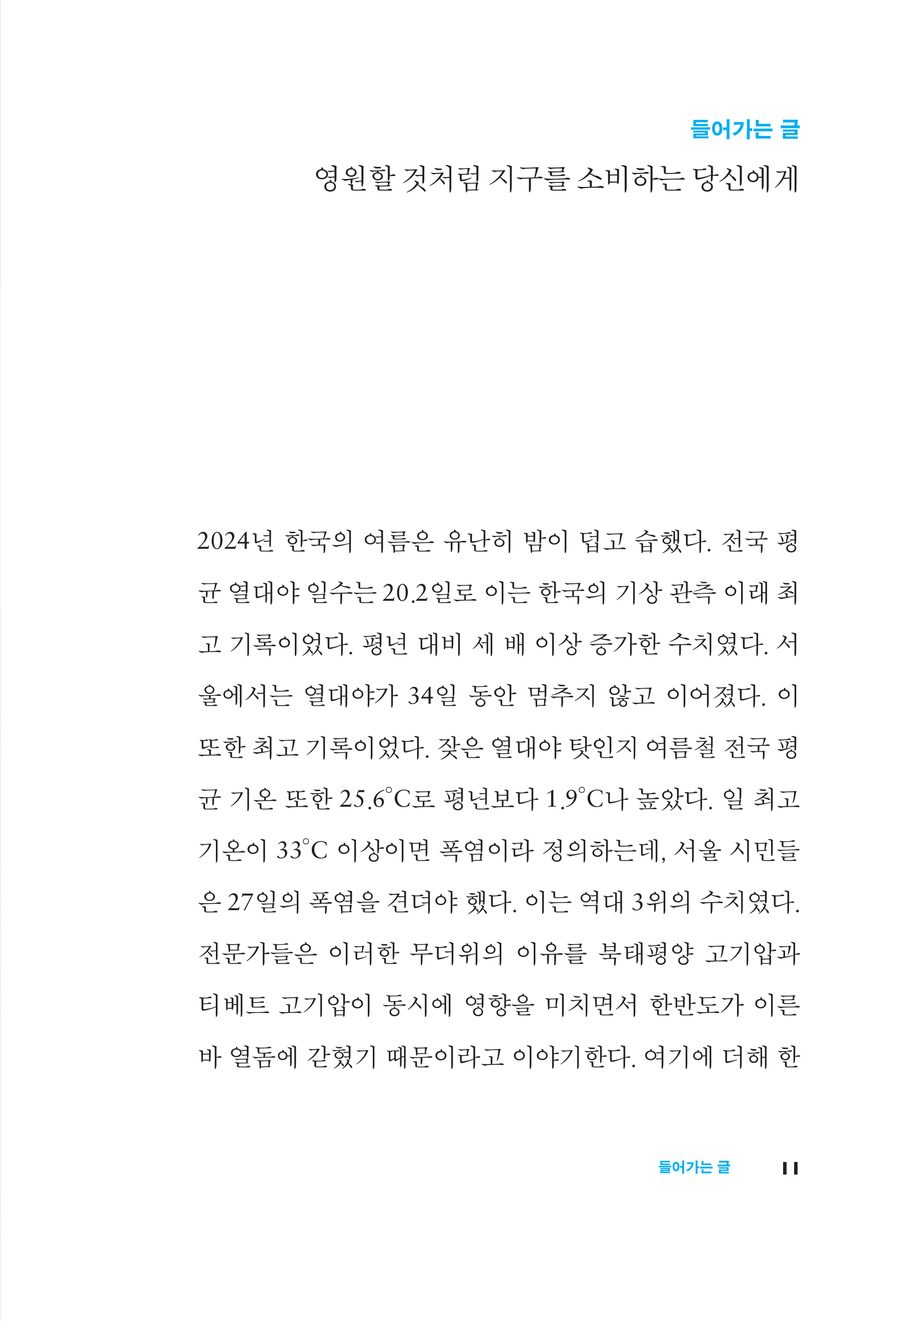 들어가는 글
영원할 것처럼 지구를 소비하는 당신에게
2024년 한국의 여름은 유난히 밤이 덥고 습했다. 전국 평
균 열대야 일수는 20.2일로 이는 한국의 기상 관측 이래 최
고 기록이었다. 평년 대비 세 배 이상 증가한 수치였다. 서
울에서는 열대야가 34일 동안 멈추지 않고 이어졌다. 이
또한 최고 기록이었다. 잦은 열대야 탓인지 여름철 전국 평
균 기온 또한 25.6°C로 평년보다 1.9°C나 높았다. 일 최고
기온이 33°C 이상이면 폭염이라 정의하는데, 서울 시민들
은 27일의 폭염을 견뎌야 했다. 이는 역대 3위의 수치였다.
전문가들은 이러한 무더위의 이유를 북태평양 고기압과
티베트 고기압이 동시에 영향을 미치면서 한반도가 이른
바 열돔에 갇혔기 때문이라고 이야기한다. 여기에 더해 한
들어가는 글 11